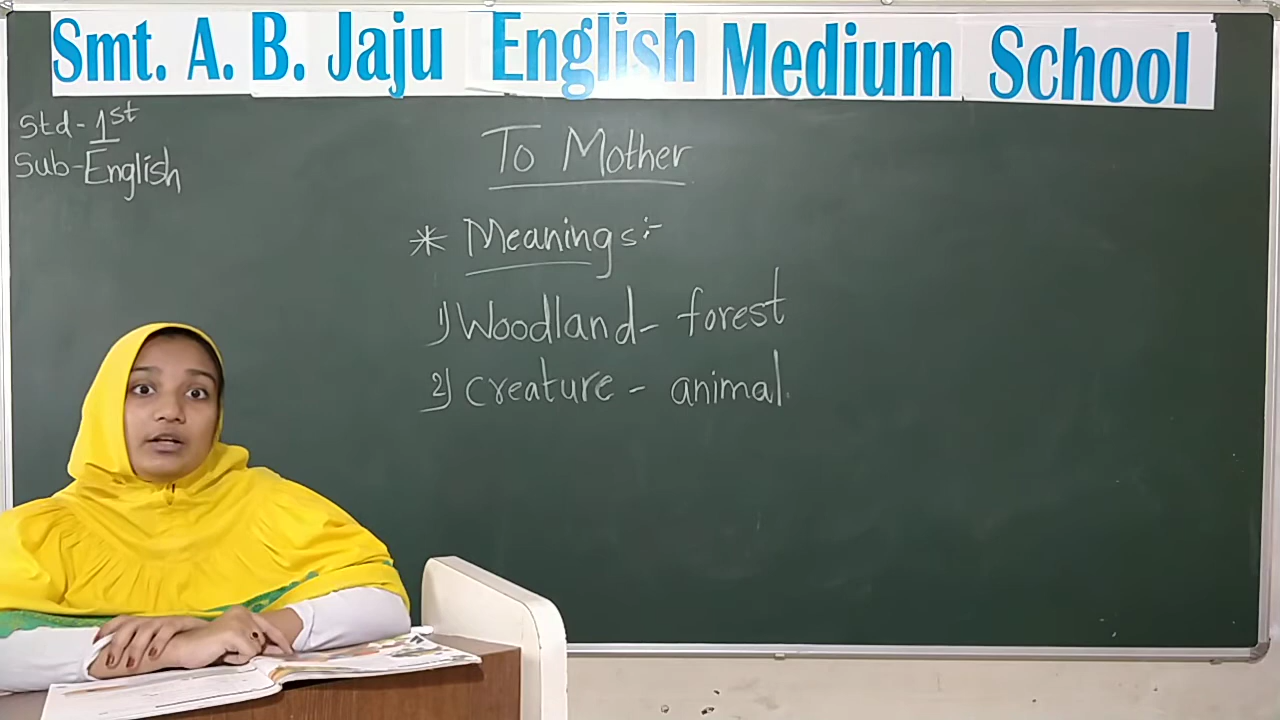 Smt. A. B. Jaju English Medium School
Std - 1st
Sub - English
To Mother
* Meanings :-
1) Woodland - forest
2) Creature - animal.